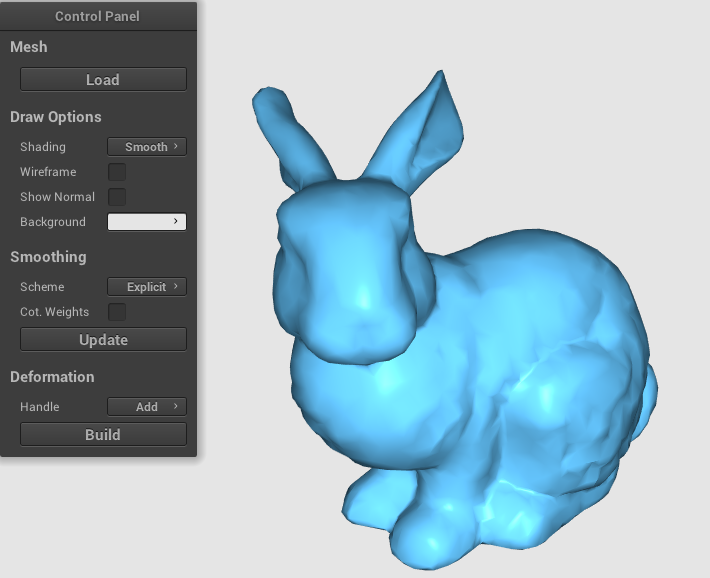 Control Panel
Mesh
Load
Draw Options
Shading Smooth ›
Wireframe
Show Normal
Background ›
Smoothing
Scheme Explicit ›
Cot. Weights
Update
Deformation
Handle Add ›
Build